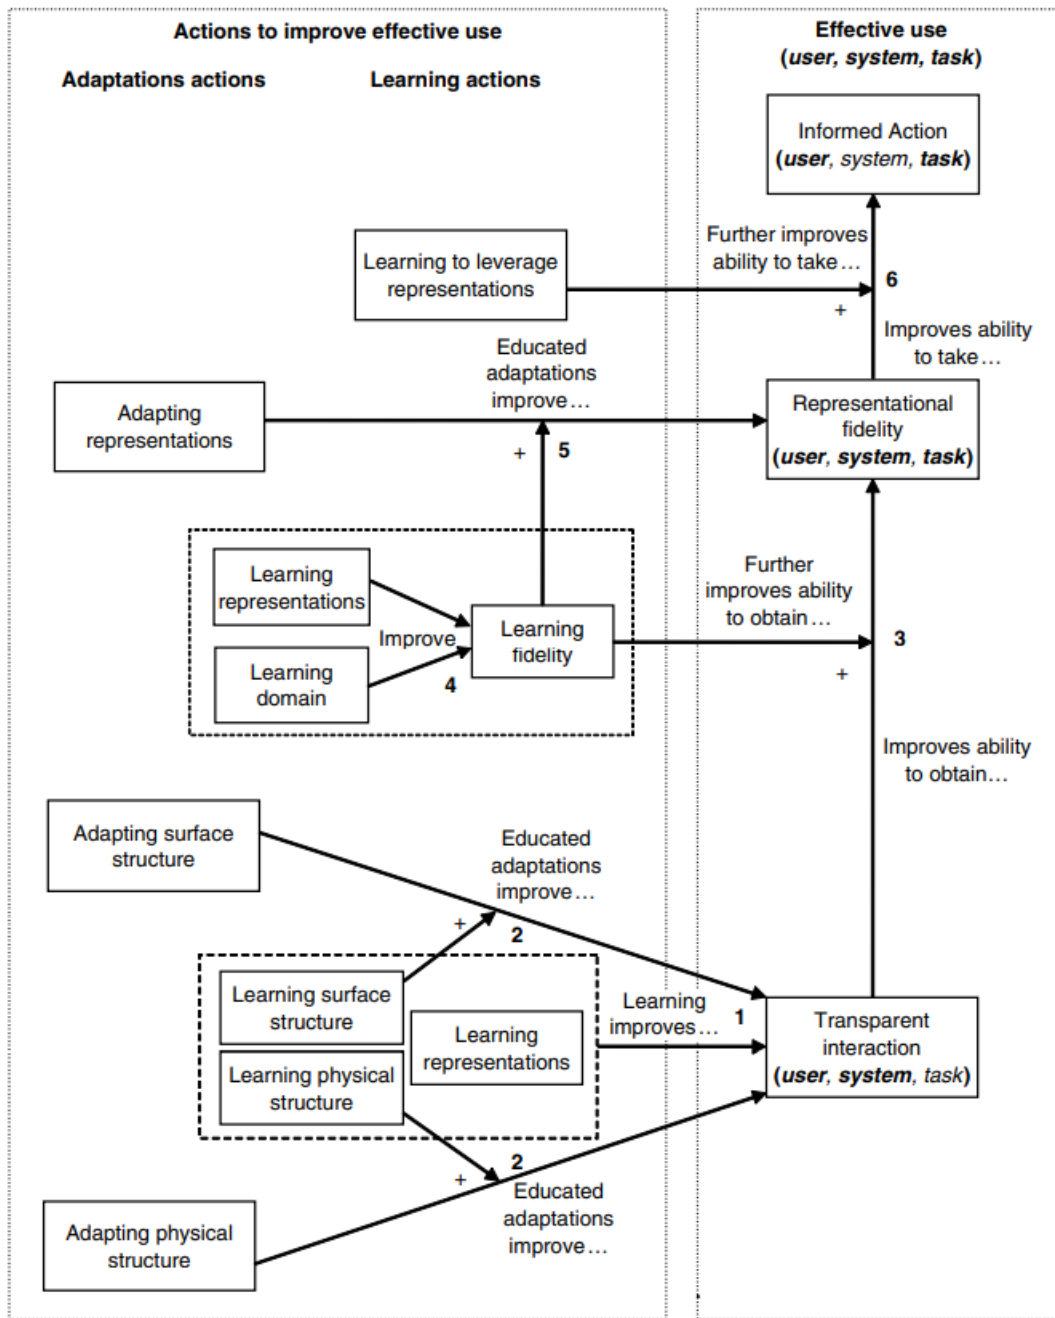 Actions to improve effective use
Adaptations actions
Learning actions
Effective use
(user, system, task)
Informed Action
(user, system, task)
Further improves
ability to take…
6
+
Improves ability
to take…
Learning to leverage
representations
Educated
adaptations
improve…
Adapting
representations
+
5
Representational
fidelity
(user, system, task)
Learning
representations
Improve
Learning
domain
4
Learning
fidelity
Further
improves ability
to obtain…
3
+
Improves ability
to obtain…
Adapting surface
structure
Educated
adaptations
improve…
+
2
Learning surface
structure
Learning physical
structure
Learning
representations
Learning
improves…
1
Transparent
interaction
(user, system, task)
2
+
Educated
adaptations
improve…
Adapting physical
structure